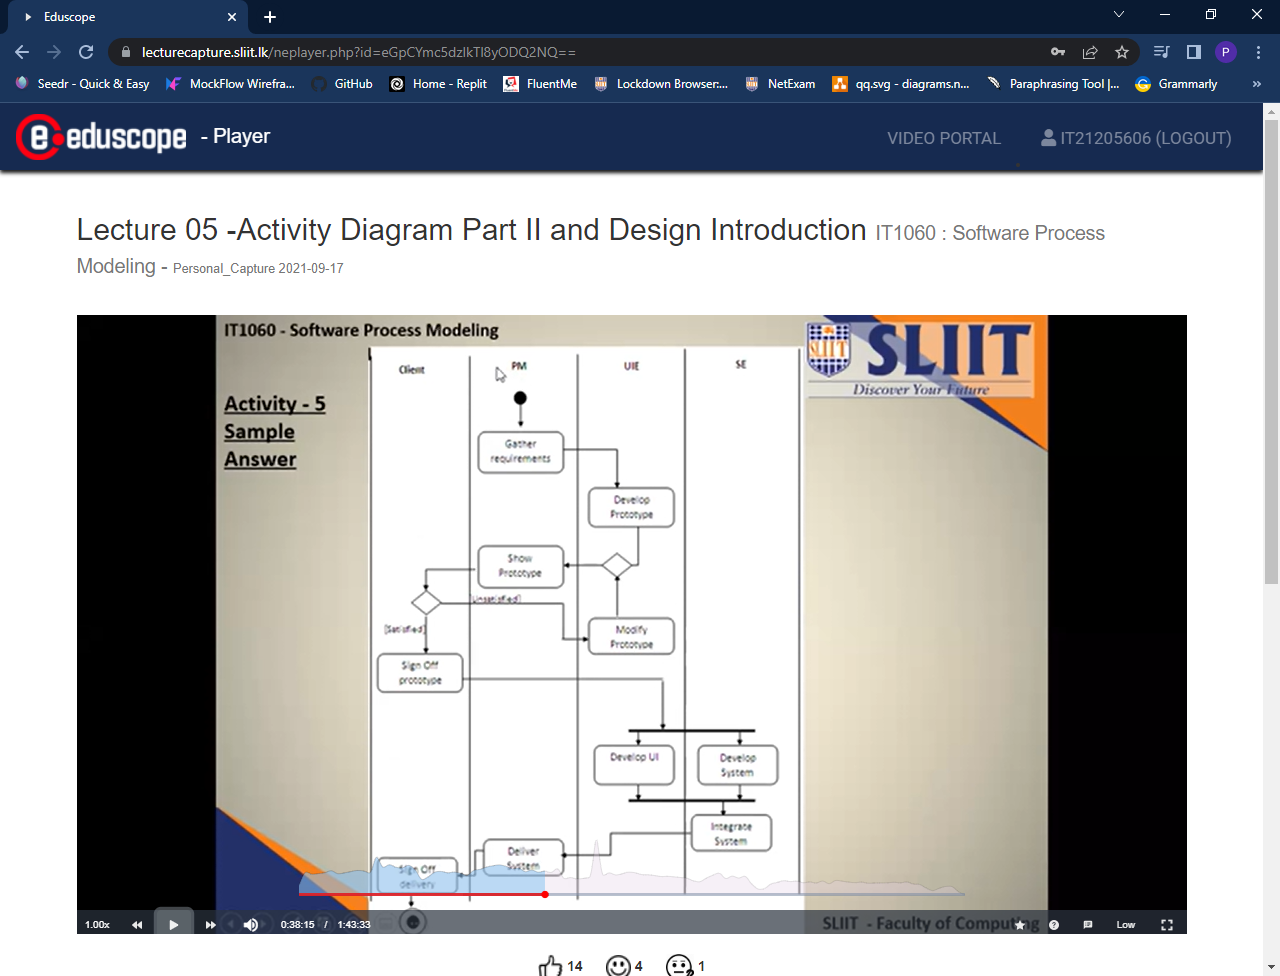 Eduscope
lecturecapture.sliit.lk/neplayer.php?id=eGpCYmc5dzlkTl8yODQ2NQ==
P
Seedr - Quick & Easy
MockFlow Wirefra...
GitHub
Home - Replit
FluentMe
Lockdown Browser:...
NetExam
qq.svg - diagrams.n...
Paraphrasing Tool |...
Grammarly
»
eduscope - Player
VIDEO PORTAL
IT21205606 (LOGOUT)
Lecture 05 -Activity Diagram Part II and Design Introduction IT1060 : Software Process
Modeling - Personal_Capture 2021-09-17
IT1060 - Software Process Modeling
SLIIT
SLIIT
Discover Your Future
Activity - 5
Sample
Answer
Client
PM
UIE
SE
Gather
requirements
Develop
Prototype
Show
Prototype
[Unsatisfied]
[Satisfied]
Modify
Prototype
Sign Off
prototype
Develop UI
Develop
System
Integrate
System
Deliver
System
Sign Off
delivery
SLIIT - Faculty of Computing
1.00x
0:38:15 / 1:43:33
Low
14
4
1